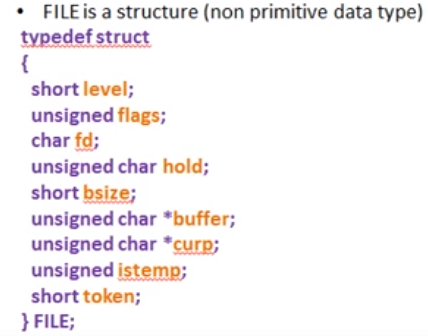 • FILE is a structure (non primitive data type)
typedef struct
{
short level;
unsigned flags;
char fd;
unsigned char hold;
short bsize;
unsigned char *buffer;
unsigned char *curp;
unsigned istemp;
short token;
} FILE;